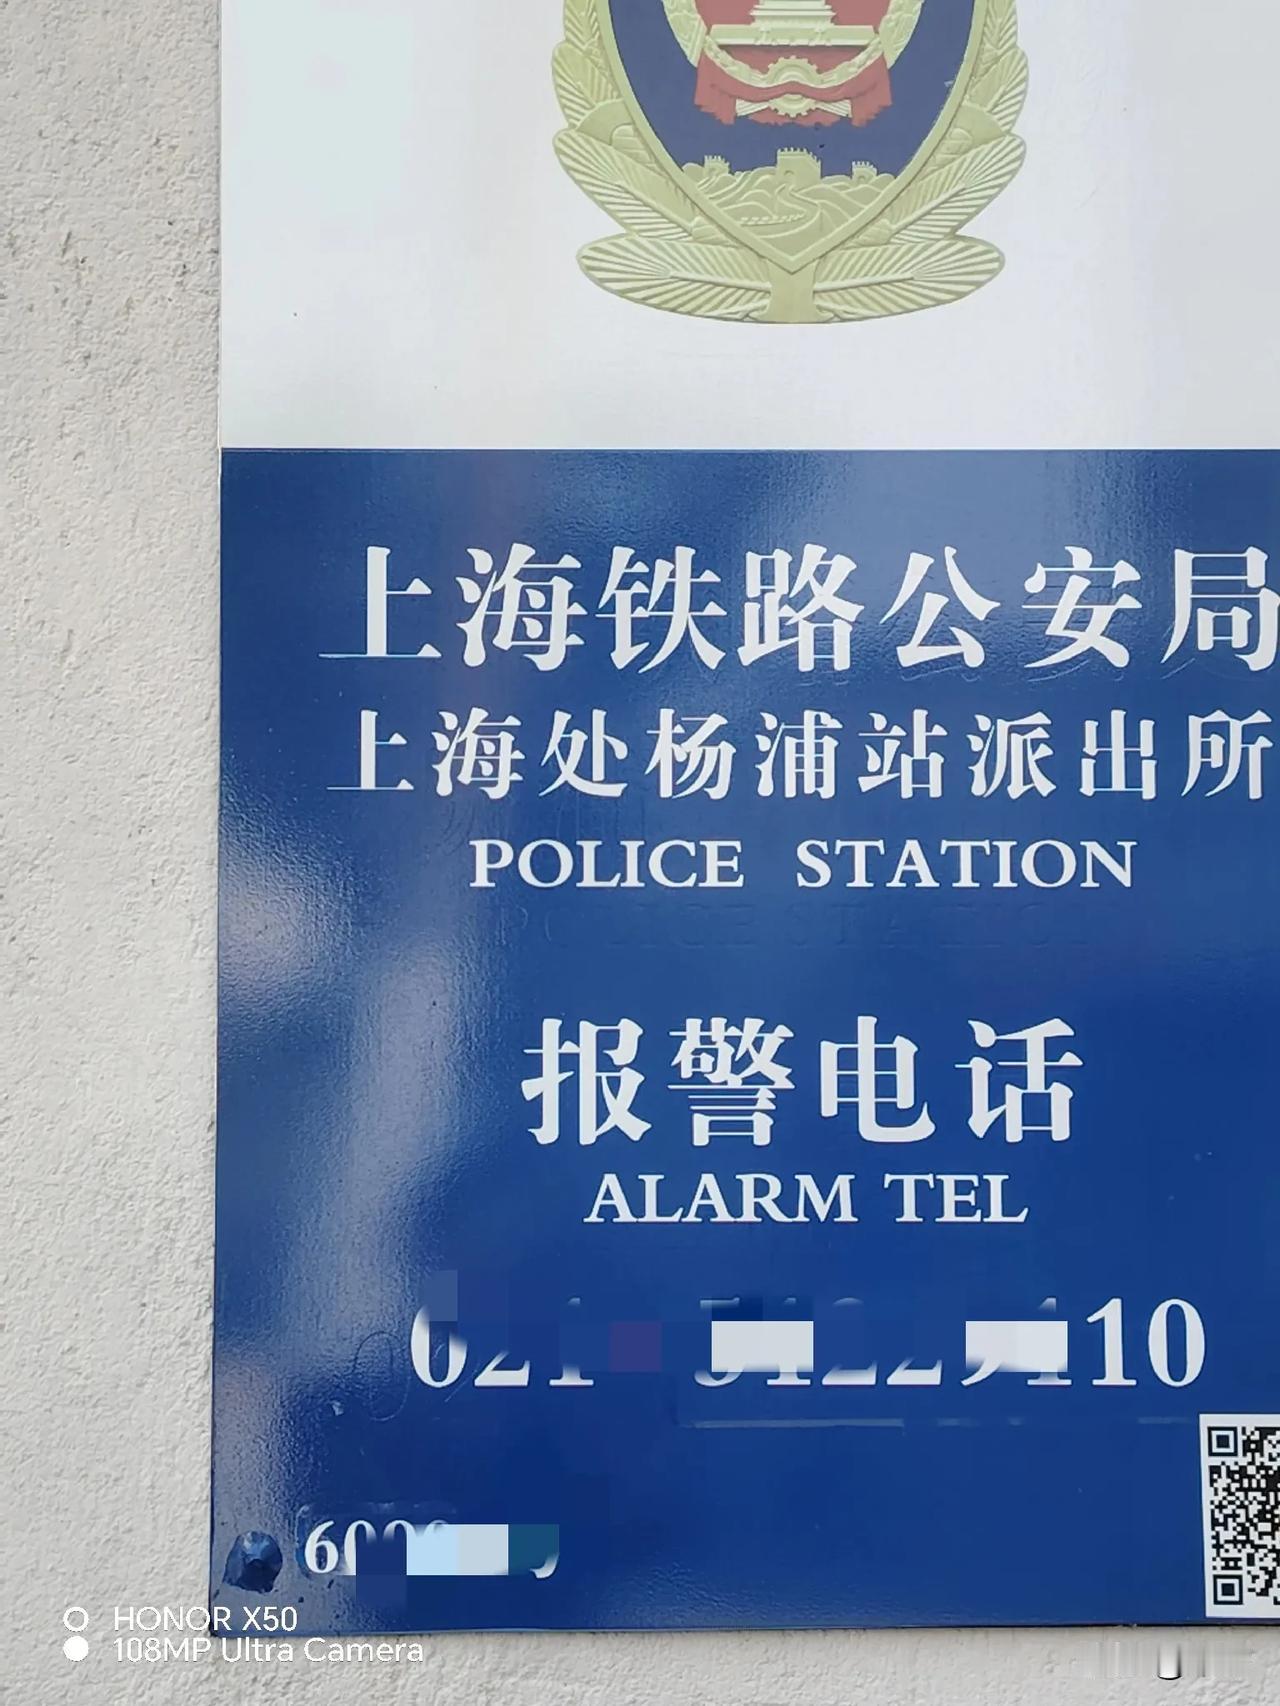 上海铁路公安局
上海处杨浦站派出所
POLICE STATION
报警电话
ALARM TEL
HONOR X50
108MP Ultra Camera